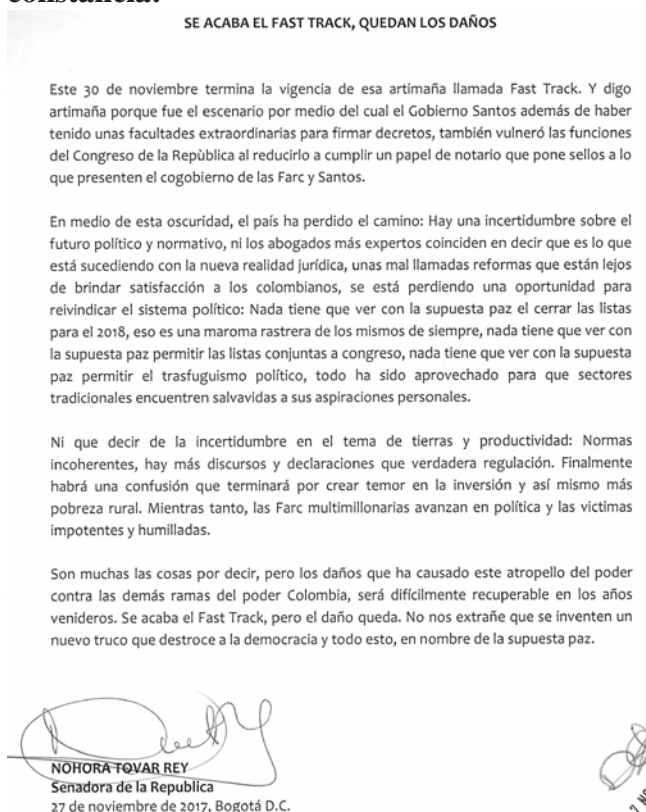 constancia:
SE ACABA EL FAST TRACK, QUEDAN LOS DAÑOS
Este 30 de noviembre termina la vigencia de esa artimaña llamada Fast Track. Y digo
artimaña porque fue el escenario por medio del cual el Gobierno Santos además de haber
tenido unas facultades extraordinarias para firmar decretos, también vulneró las funciones
del Congreso de la Repùblica al reducirlo a cumplir un papel de notario que pone sellos a lo
que presenten el cogobierno de las Farc y Santos.
En medio de esta oscuridad, el país ha perdido el camino: Hay una incertidumbre sobre el
futuro político y normativo, ni los abogados más expertos coinciden en decir que es lo que
está sucediendo con la nueva realidad jurídica, unas mal llamadas reformas que están lejos
de brindar satisfacción a los colombianos, se está perdiendo una oportunidad para
reivindicar el sistema político: Nada tiene que ver con la supuesta paz el cerrar las listas
para el 2018, eso es una maroma rastrera de los mismos de siempre, nada tiene que ver con
la supuesta paz permitir las listas conjuntas a congreso, nada tiene que ver con la supuesta
paz permitir el trasfuguismo político, todo ha sido aprovechado para que sectores
tradicionales encuentren salvavidas a sus aspiraciones personales.
Ni que decir de la incertidumbre en el tema de tierras y productividad: Normas
incoherentes, hay más discursos y declaraciones que verdadera regulación. Finalmente
habrá una confusión que terminará por crear temor en la inversión y así mismo más
pobreza rural. Mientras tanto, las Farc multimillonarias avanzan en política y las victimas
impotentes y humilladas.
Son muchas las cosas por decir, pero los daños que ha causado este atropello del poder
contra las demás ramas del poder Colombia, será difícilmente recuperable en los años
venideros. Se acaba el Fast Track, pero el daño queda. No nos extrañe que se inventen un
nuevo truco que destroce a la democracia y todo esto, en nombre de la supuesta paz.
NOHORA TOVAR REY
Senadora de la Republica
27 de noviembre de 2017, Bogotá D.C.